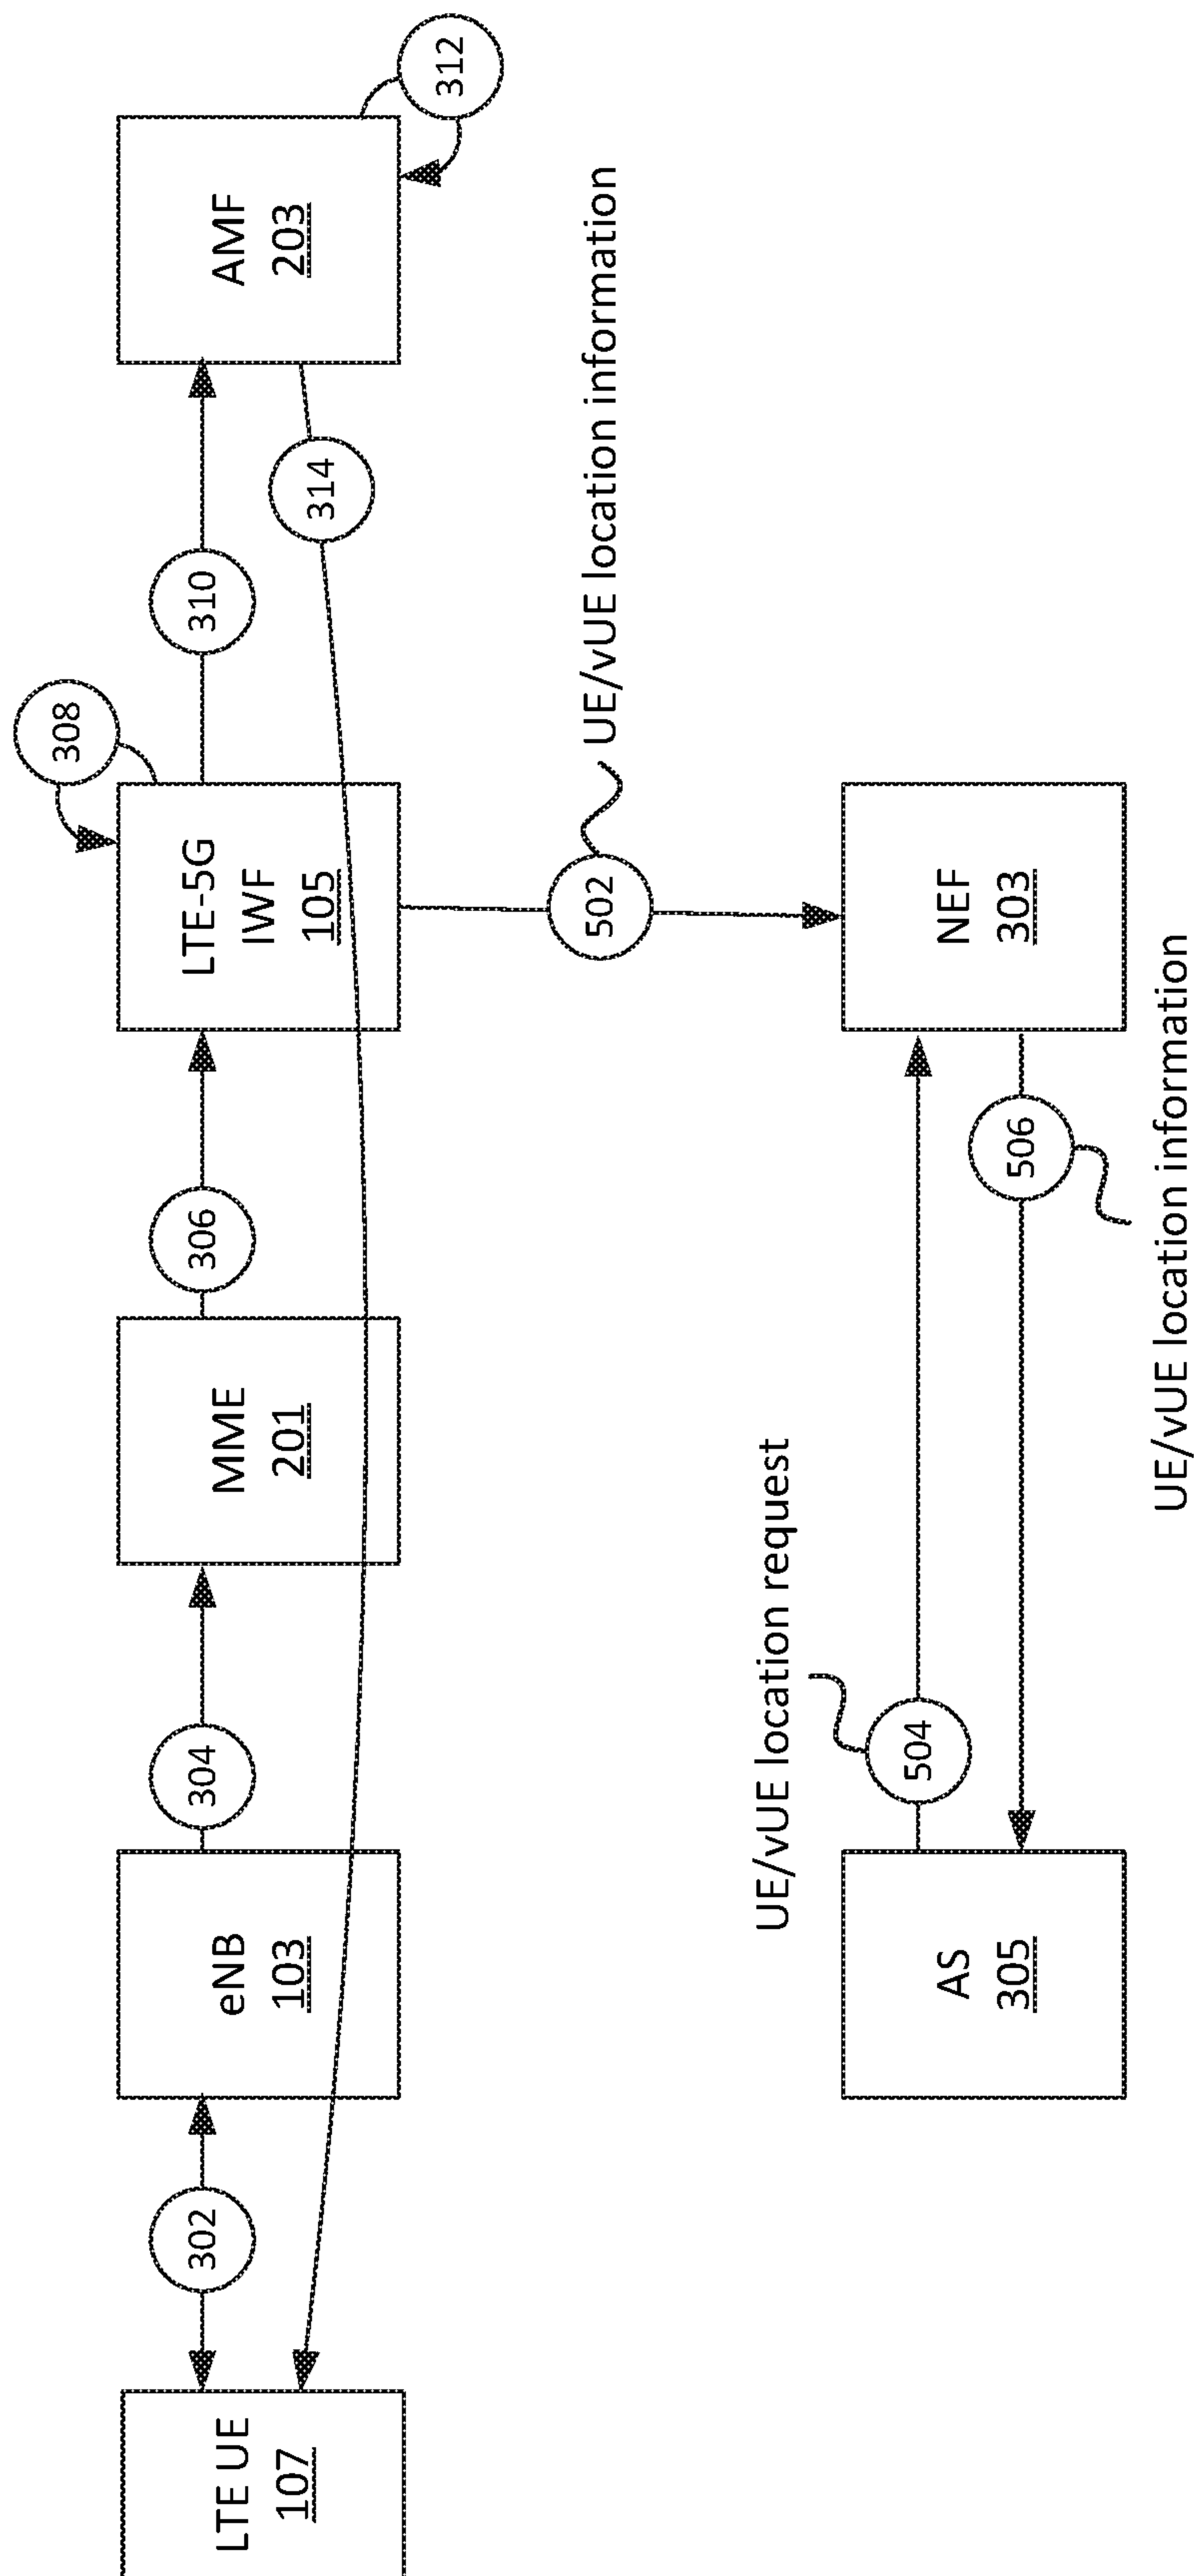 LTE UE
107
302
eNB
103
304
MME
201
306
LTE-5G
IWF
105
308
310
AMF
203
312
314
502
UE/vUE location information
AS
305
504
UE/vUE location request
NEF
303
506
UE/vUE location information